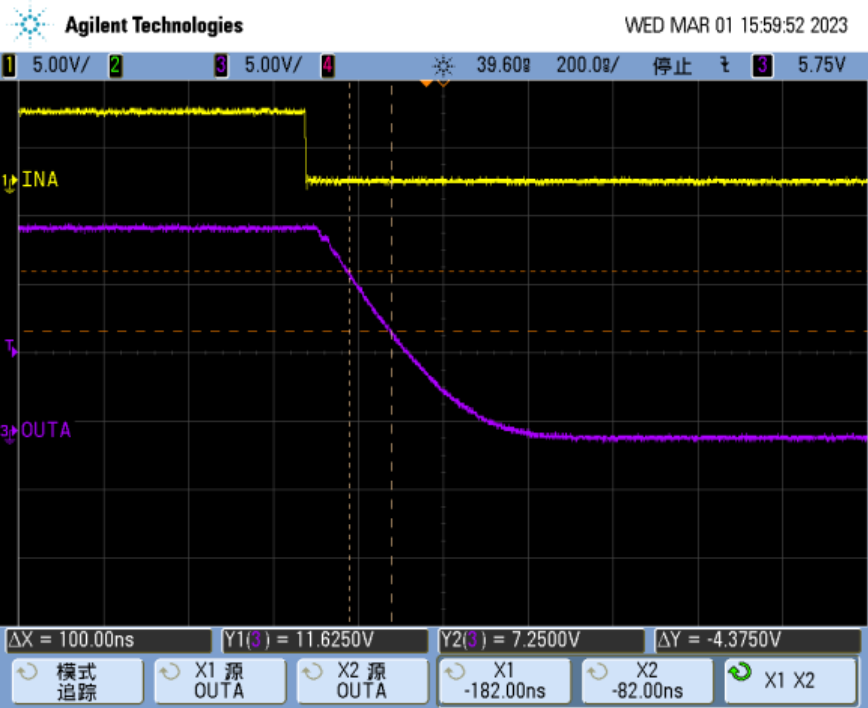 Agilent Technologies WED MAR 01 15:59:52 2023
1 5.00V/ 2 3 5.00V/ 4 39.60s 200.0s/ 停止 3 5.75V
1 INA
T
3 OUTA
ΔX = 100.00ns Y1(3) = 11.6250V Y2(3) = 7.2500V ΔY = -4.3750V
模式 X1 源 X2 源 X1 X2 X1 X2
追踪 OUTA OUTA -182.00ns -82.00ns